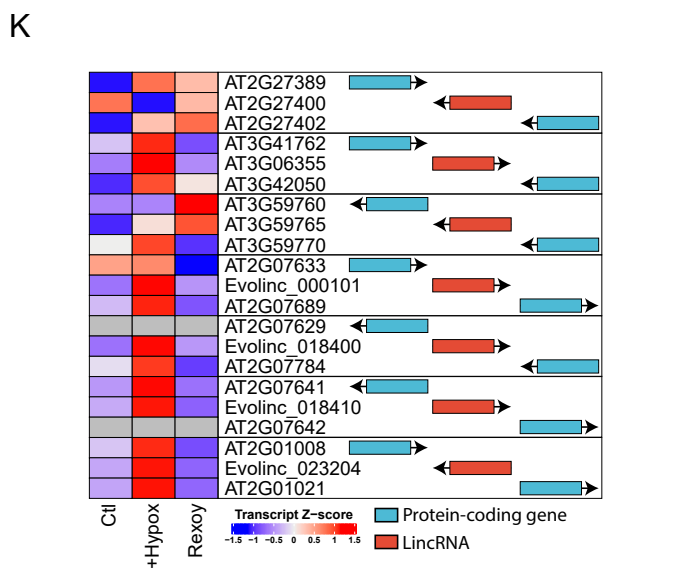 K
AT2G27389
AT2G27400
AT2G27402
AT3G41762
AT3G06355
AT3G42050
AT3G59760
AT3G59765
AT3G59770
AT2G07633
Evolinc_000101
AT2G07689
AT2G07629
Evolinc_018400
AT2G07784
AT2G07641
Evolinc_018410
AT2G07642
AT2G01008
Evolinc_023204
AT2G01021
Ctl
+Hypox
Rexoy
Transcript Z−score
−1.5 −1 −0.5 0 0.5 1 1.5
Protein-coding gene
LincRNA